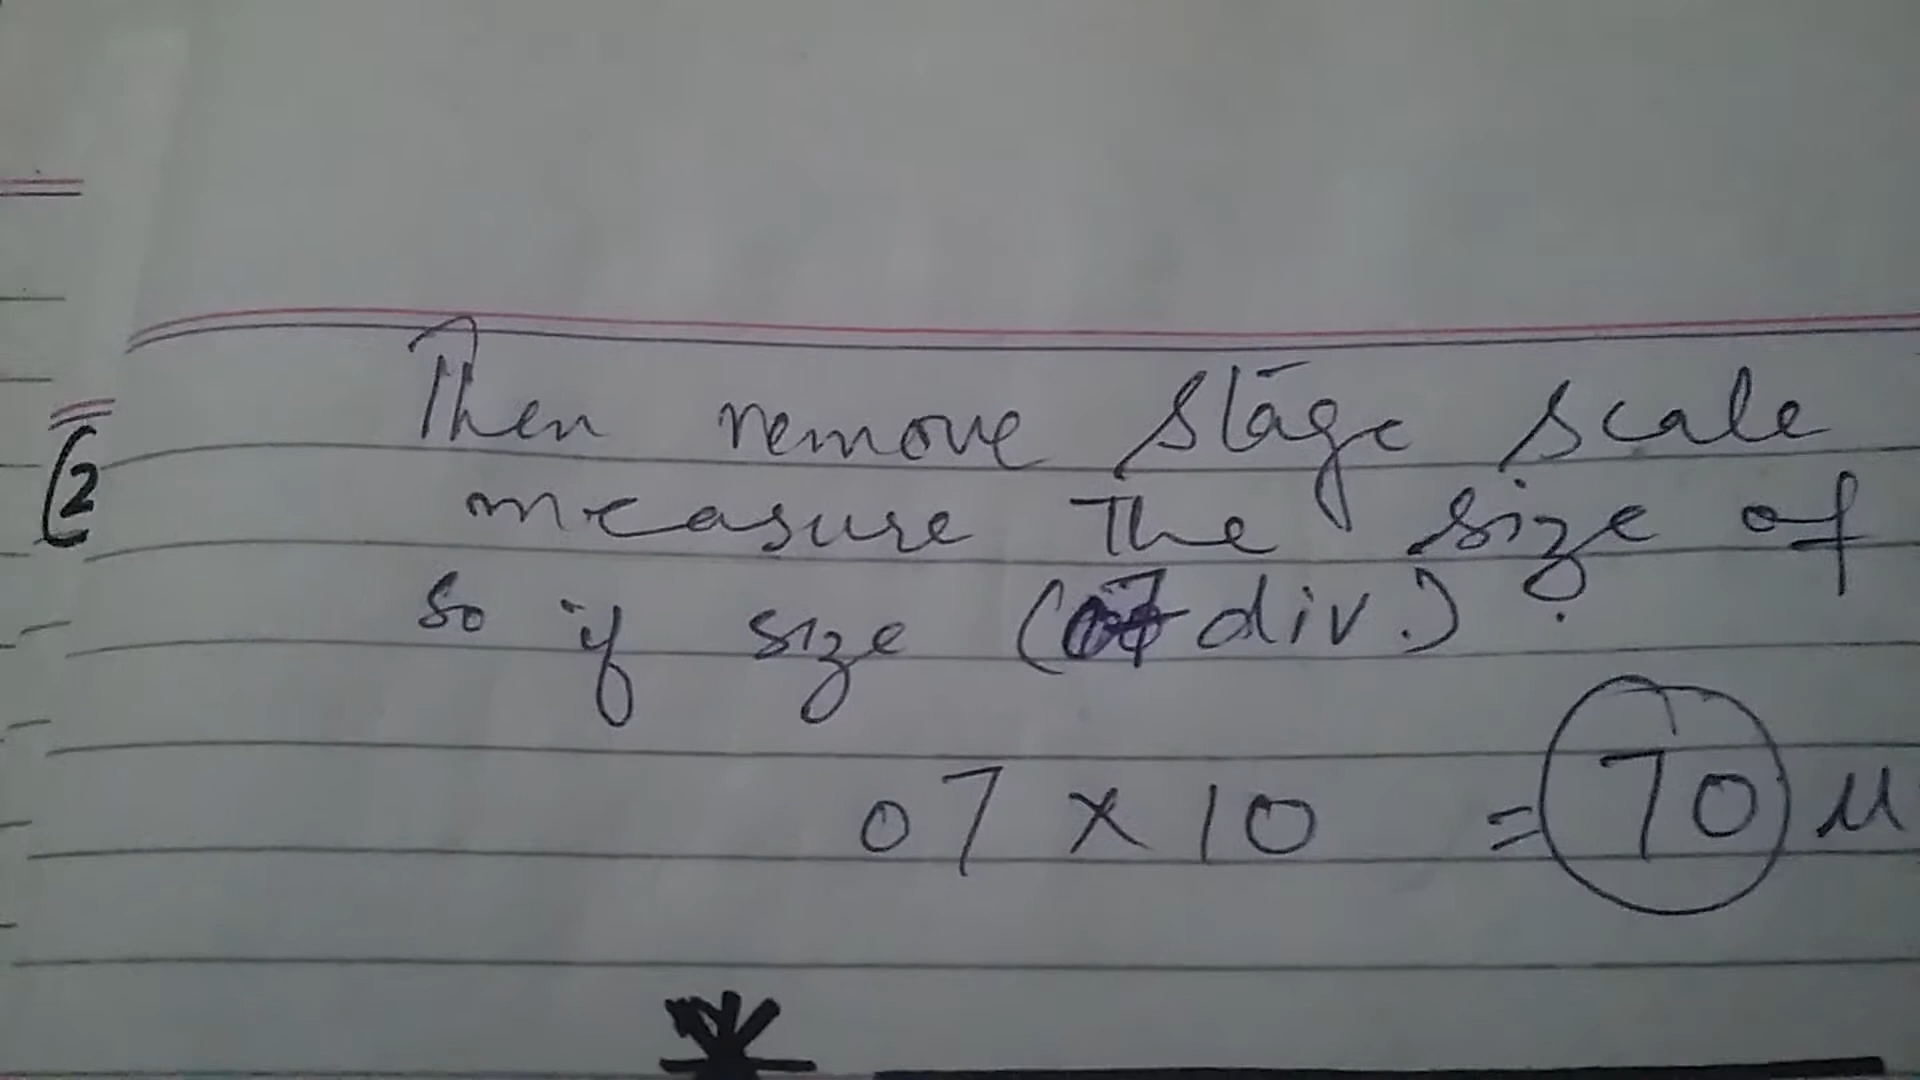 Then remove stage scale
(2
measure the size of
so if size (07 div.)
07 x 10 = 70 µ